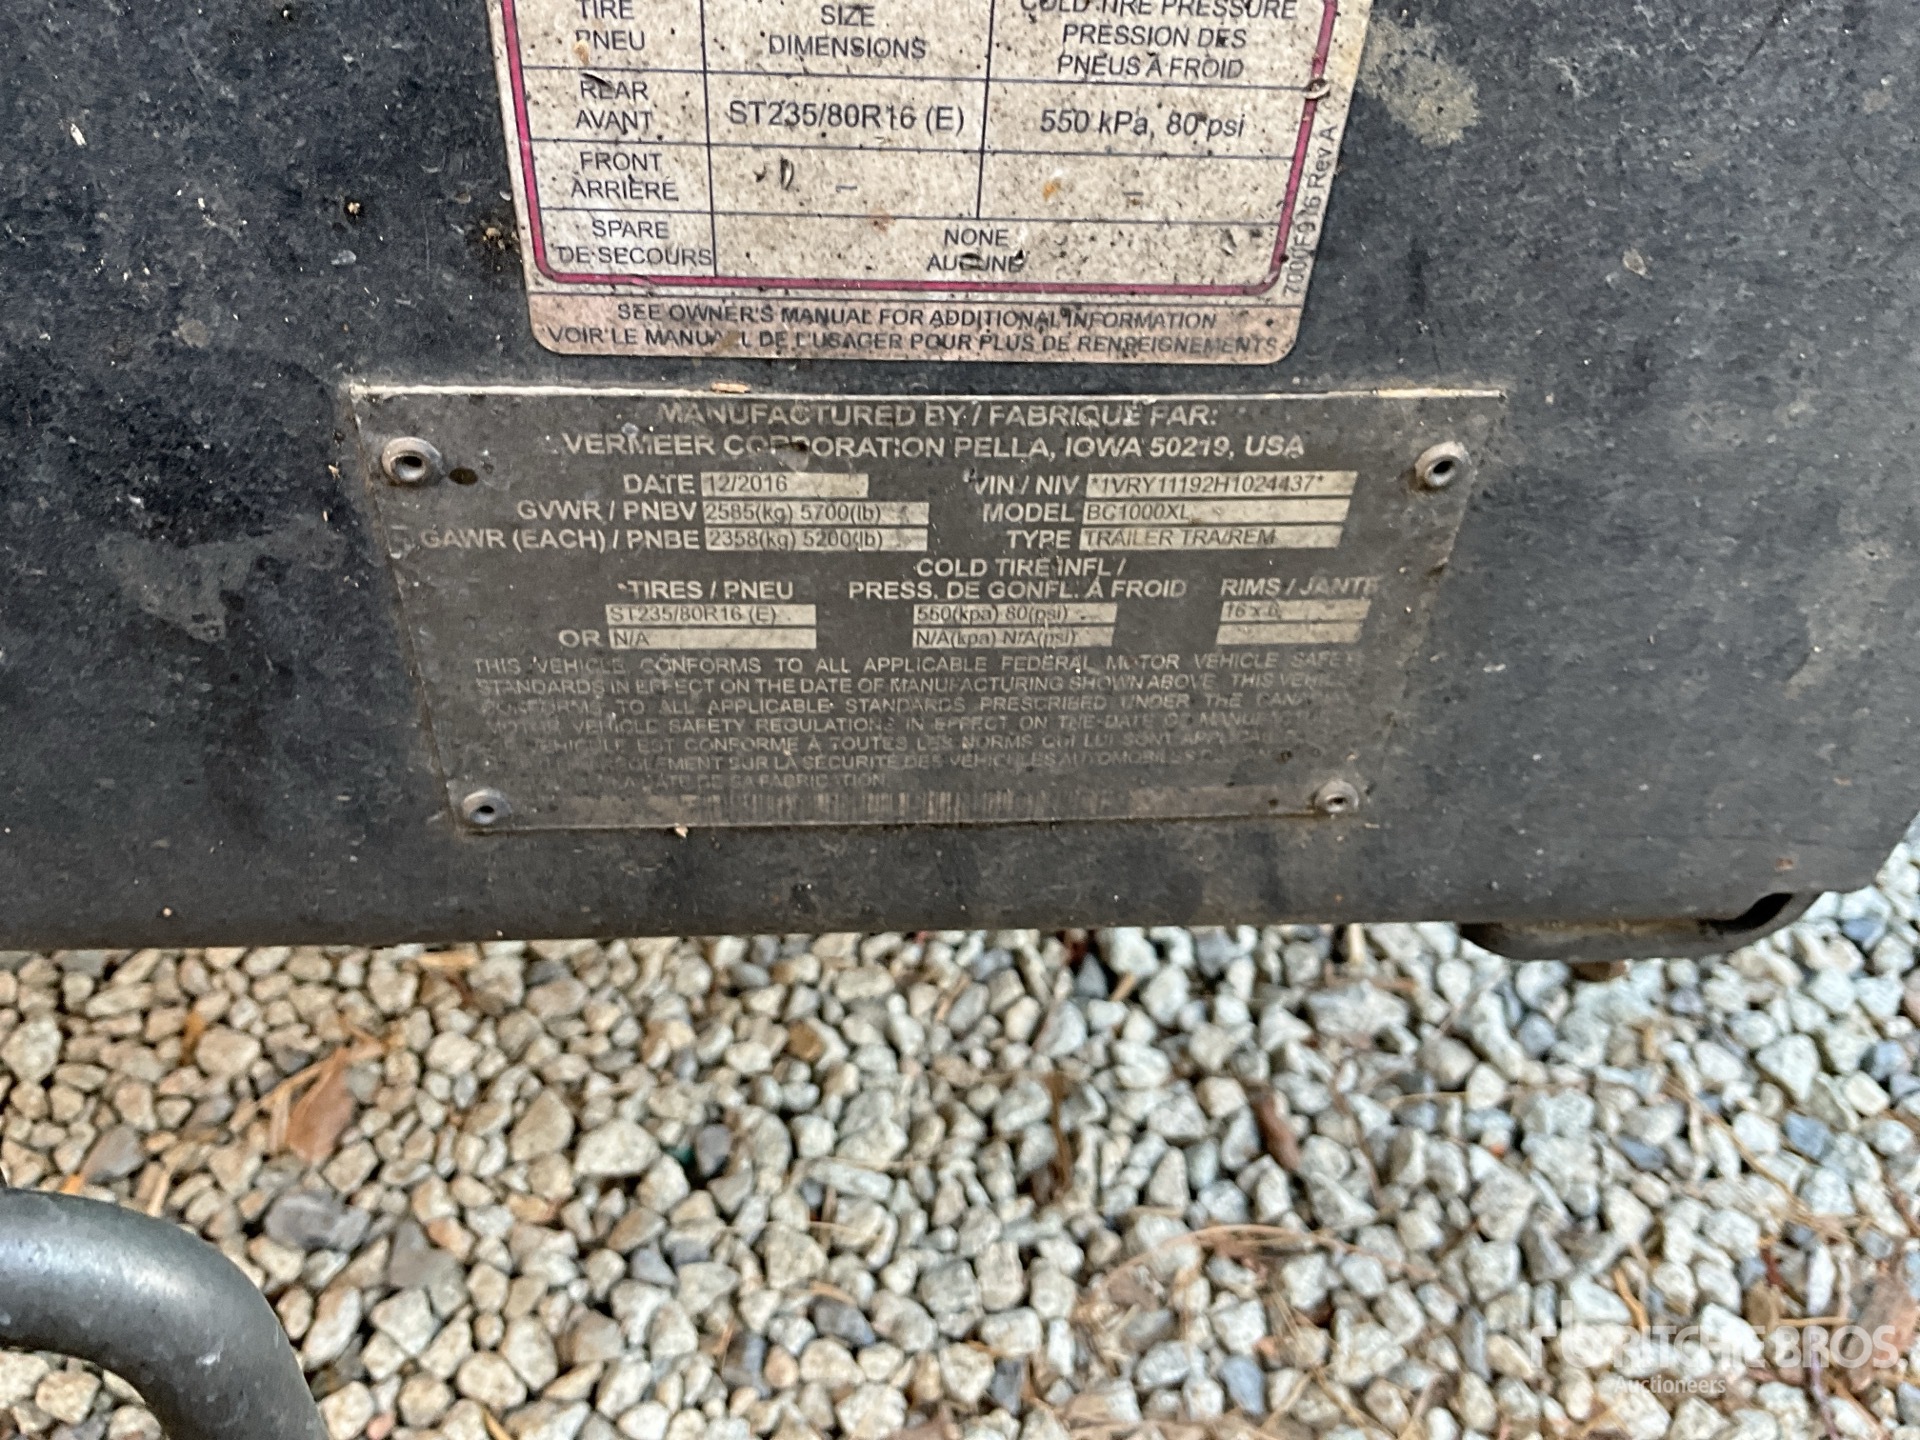 TIRE SIZE COLD TIRE PRESSURE
PNEU DIMENSIONS PRESSION DES
PNEUS À FROID
REAR
AVANT ST235/80R16 (E) 550 kPa, 80 psi
FRONT
ARRIÈRE – –
SPARE NONE
DE SECOURS AUCUNE
7000F916 Rev.A
SEE OWNER'S MANUAL FOR ADDITIONAL INFORMATION
VOIR LE MANUEL DE L'USAGER POUR PLUS DE RENSEIGNEMENTS
MANUFACTURED BY / FABRIQUÉ PAR:
VERMEER CORPORATION PELLA, IOWA 50219, USA
DATE 12/2016 VIN / NIV *1VRY11192H1024437*
GVWR / PNBV 2585(kg) 5700(lb) MODEL BC1000XL
GAWR (EACH) / PNBE 2358(kg) 5200(lb) TYPE TRAILER TRA/REM
COLD TIRE INFL /
TIRES / PNEU PRESS. DE GONFL. À FROID RIMS / JANTE
ST235/80R16 (E) 550(kpa) 80(psi) 16 x 6
OR N/A N/A(kpa) N/A(psi)
THIS VEHICLE CONFORMS TO ALL APPLICABLE FEDERAL MOTOR VEHICLE SAFETY
STANDARDS IN EFFECT ON THE DATE OF MANUFACTURING SHOWN ABOVE. THIS VEHICLE
CONFORMS TO ALL APPLICABLE STANDARDS PRESCRIBED UNDER THE CANADIAN
MOTOR VEHICLE SAFETY REGULATIONS IN EFFECT ON THE DATE OF
VEHICULE EST CONFORME À TOUTES LES NORMS QUI LUI SONT
RÈGLEMENT SUR LA SÉCURITÉ DES VÉHICULES AUTOMOBILES
DATE DE SA FABRICATION
RITCHIE BROS.
Auctioneers